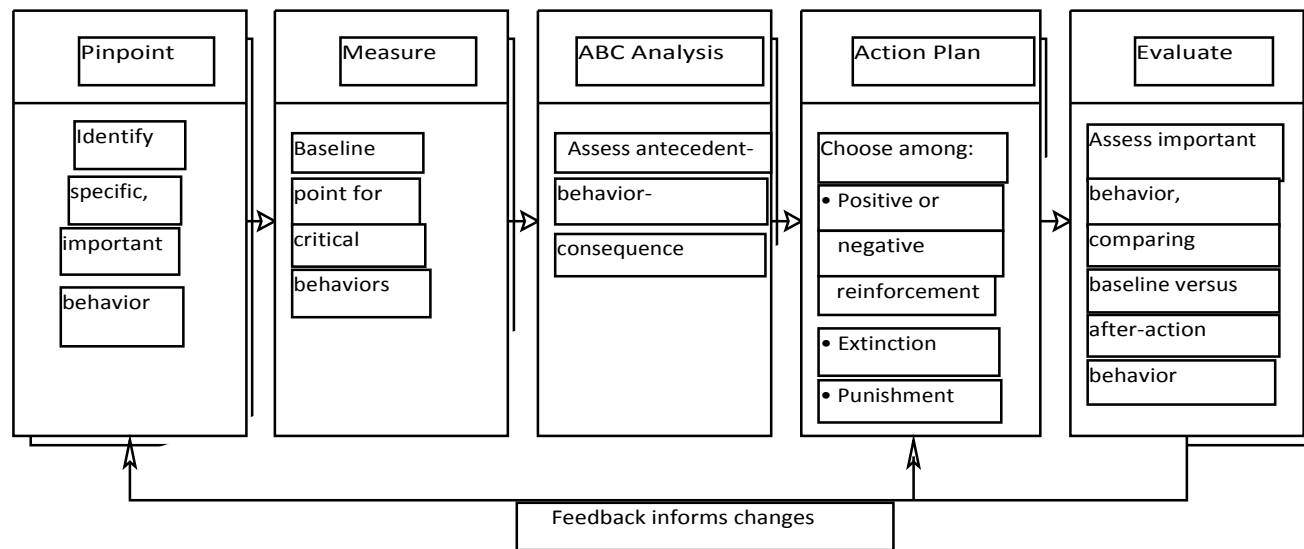 Pinpoint
Identify
specific,
important
behavior
Measure
Baseline
point for
critical
behaviors
ABC Analysis
Assess antecedent-
behavior-
consequence
Action Plan
Choose among:
• Positive or
negative
reinforcement
• Extinction
• Punishment
Evaluate
Assess important
behavior,
comparing
baseline versus
after-action
behavior
Feedback informs changes